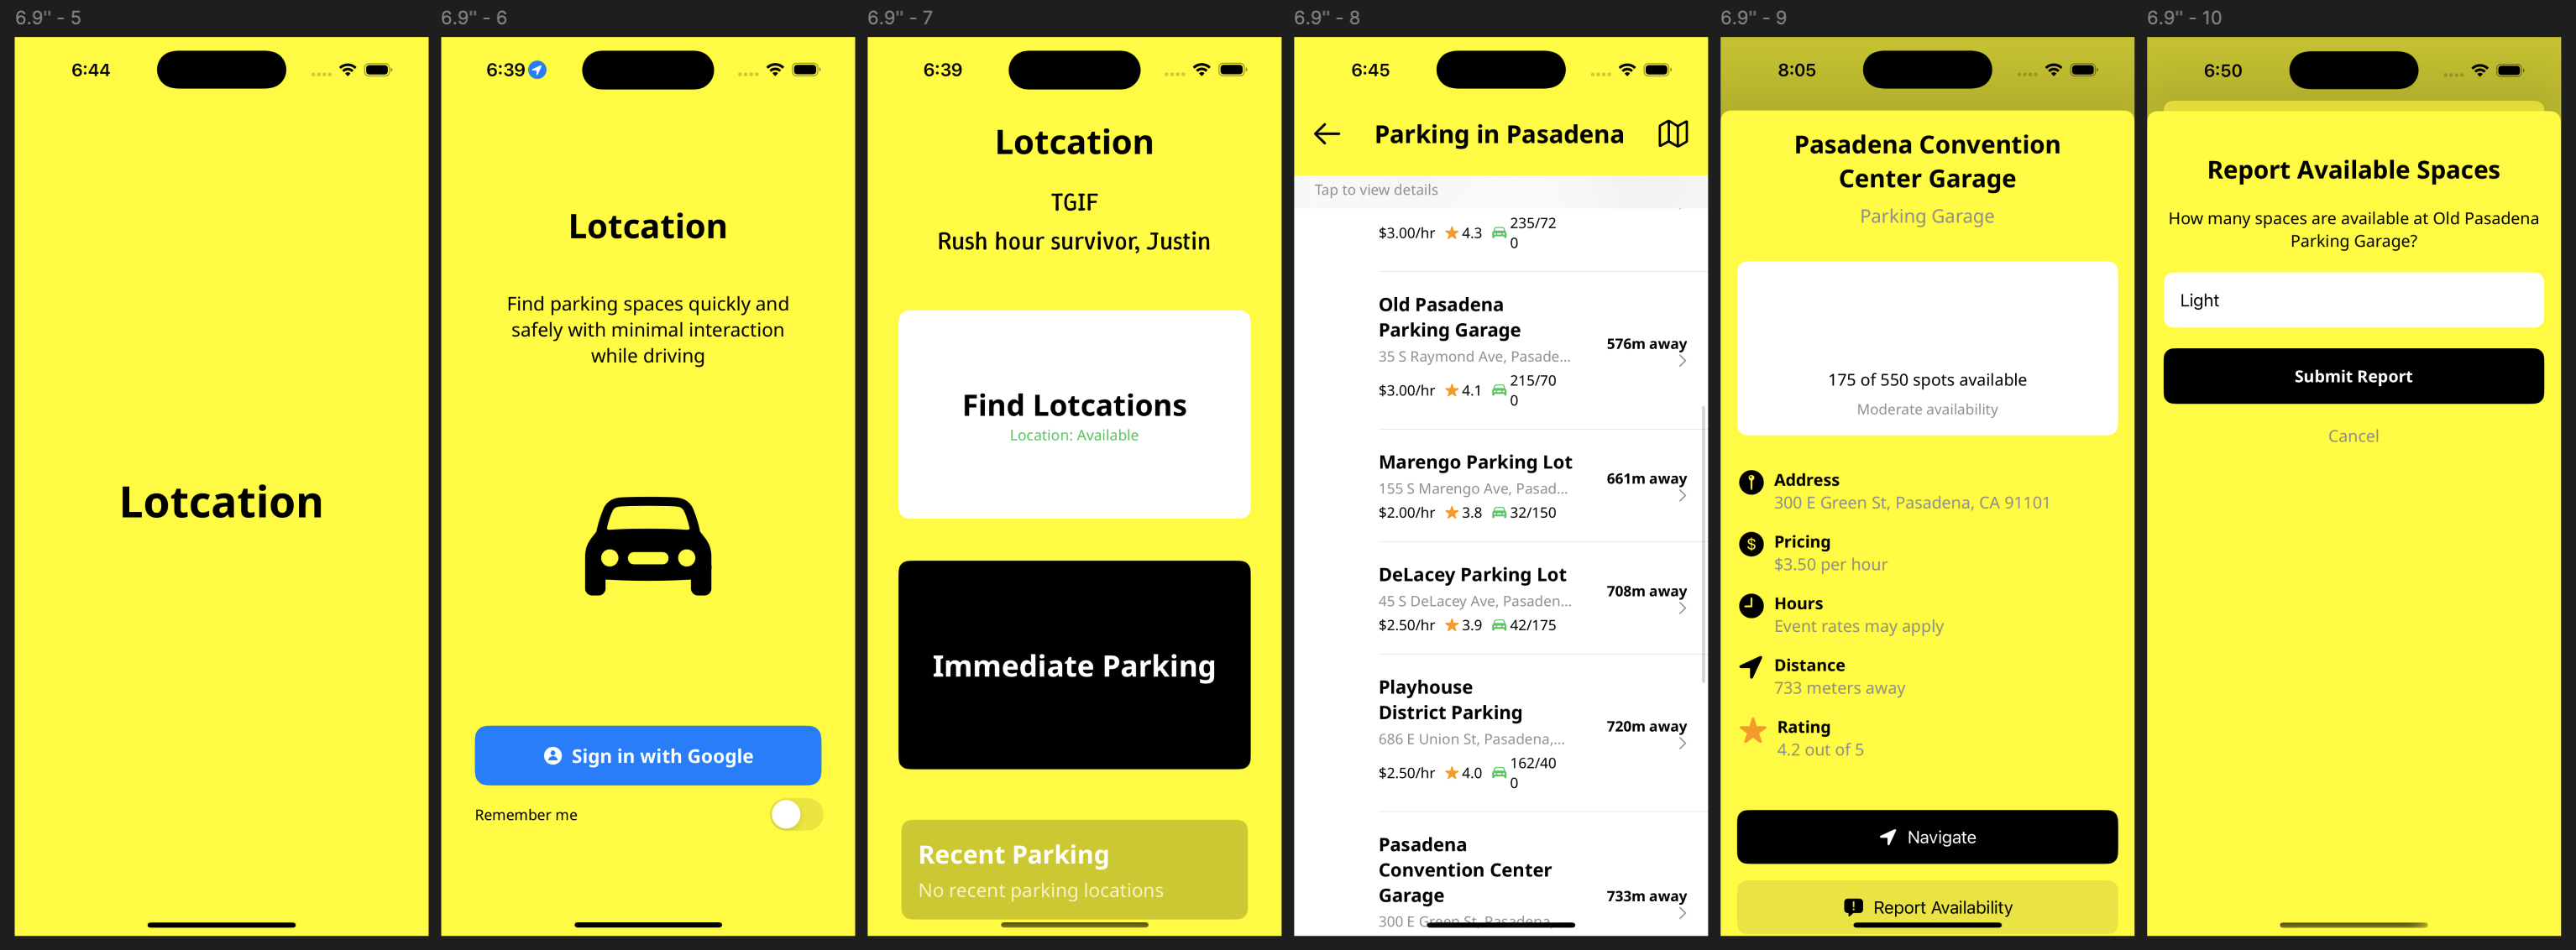 6.9" - 5
6:44
Lotcation
6.9" - 6
6:39
Lotcation
Find parking spaces quickly and
safely with minimal interaction
while driving
Sign in with Google
Remember me
6.9" - 7
6:39
Lotcation
TGIF
Rush hour survivor, Justin
Find Lotcations
Location: Available
Immediate Parking
Recent Parking
No recent parking locations
6.9" - 8
6:45
Parking in Pasadena
Tap to view details
$3.00/hr 4.3 235/72
0
Old Pasadena
Parking Garage
576m away
35 S Raymond Ave, Pasade...
$3.00/hr 4.1 215/70
0
Marengo Parking Lot
661m away
155 S Marengo Ave, Pasad...
$2.00/hr 3.8 32/150
DeLacey Parking Lot
708m away
45 S DeLacey Ave, Pasaden...
$2.50/hr 3.9 42/175
Playhouse
District Parking
720m away
686 E Union St, Pasadena,...
$2.50/hr 4.0 162/40
0
Pasadena
Convention Center
Garage
733m away
300 E Green St, Pasadena,...
6.9" - 9
8:05
Pasadena Convention
Center Garage
Parking Garage
175 of 550 spots available
Moderate availability
Address
300 E Green St, Pasadena, CA 91101
Pricing
$3.50 per hour
Hours
Event rates may apply
Distance
733 meters away
Rating
4.2 out of 5
Navigate
Report Availability
6.9" - 10
6:50
Report Available Spaces
How many spaces are available at Old Pasadena
Parking Garage?
Light
Submit Report
Cancel